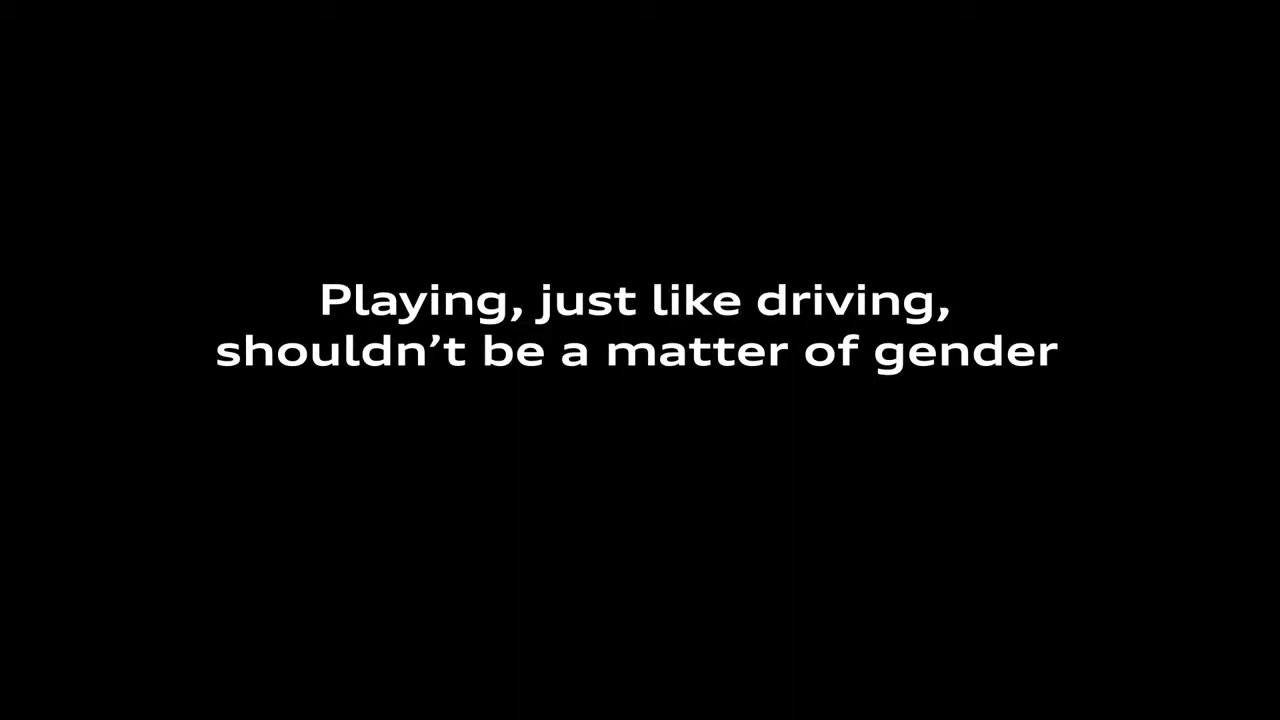 Playing, just like driving,
shouldn’t be a matter of gender